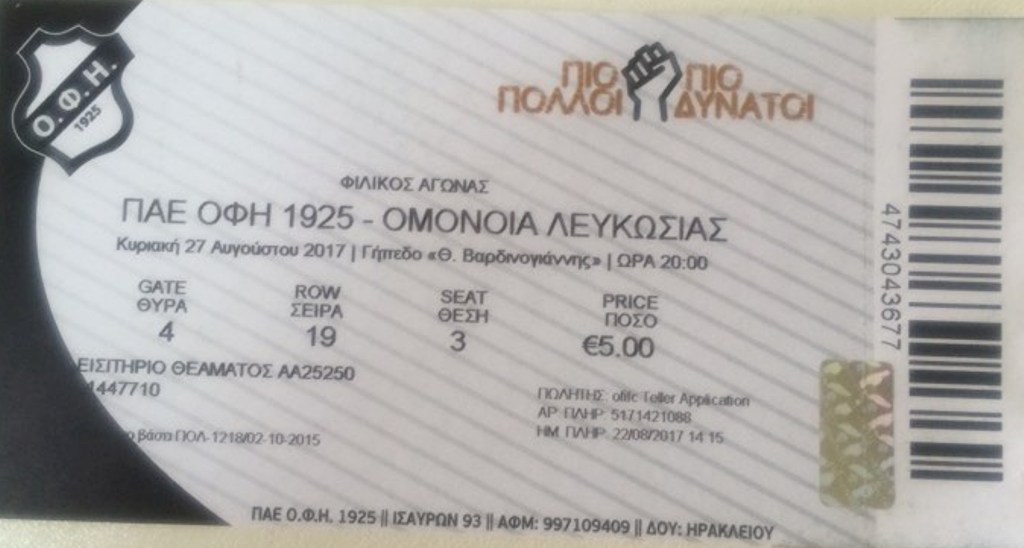 Ο.Φ.Η.
1925
ΠΙΟ ΠΙΟ
ΠΟΛΛΟΙ ΔΥΝΑΤΟΙ
ΦΙΛΙΚΟΣ ΑΓΩΝΑΣ
ΠΑΕ ΟΦΗ 1925 - ΟΜΟΝΟΙΑ ΛΕΥΚΩΣΙΑΣ
Κυριακή 27 Αυγούστου 2017 | Γήπεδο «Θ. Βαρδινογιάννης» | ΩΡΑ 20:00
GATE ROW SEAT PRICE
ΘΥΡΑ ΣΕΙΡΑ ΘΕΣΗ ΠΟΣΟ
4 19 3 €5.00
ΕΙΣΙΤΗΡΙΟ ΘΕΑΜΑΤΟΣ ΑΑ25250
1447710
βάσει ΠΟΛ-1218/02-10-2015
ΠΩΛΗΤΗΣ: ofifc Teller Application
ΑΡ. ΠΛΗΡ: 5171421088
ΗΜ. ΠΛΗΡ: 22/08/2017 14:15
ΠΑΕ Ο.Φ.Η. 1925 || ΙΣΑΥΡΩΝ 93 || ΑΦΜ: 997109409 || ΔΟΥ: ΗΡΑΚΛΕΙΟΥ
4743043677